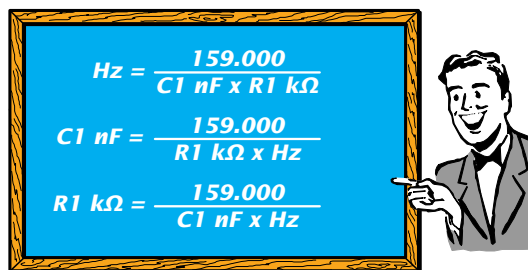 Hz = 159.000 / C1 nF x R1 kΩ
C1 nF = 159.000 / R1 kΩ x Hz
R1 kΩ = 159.000 / C1 nF x Hz